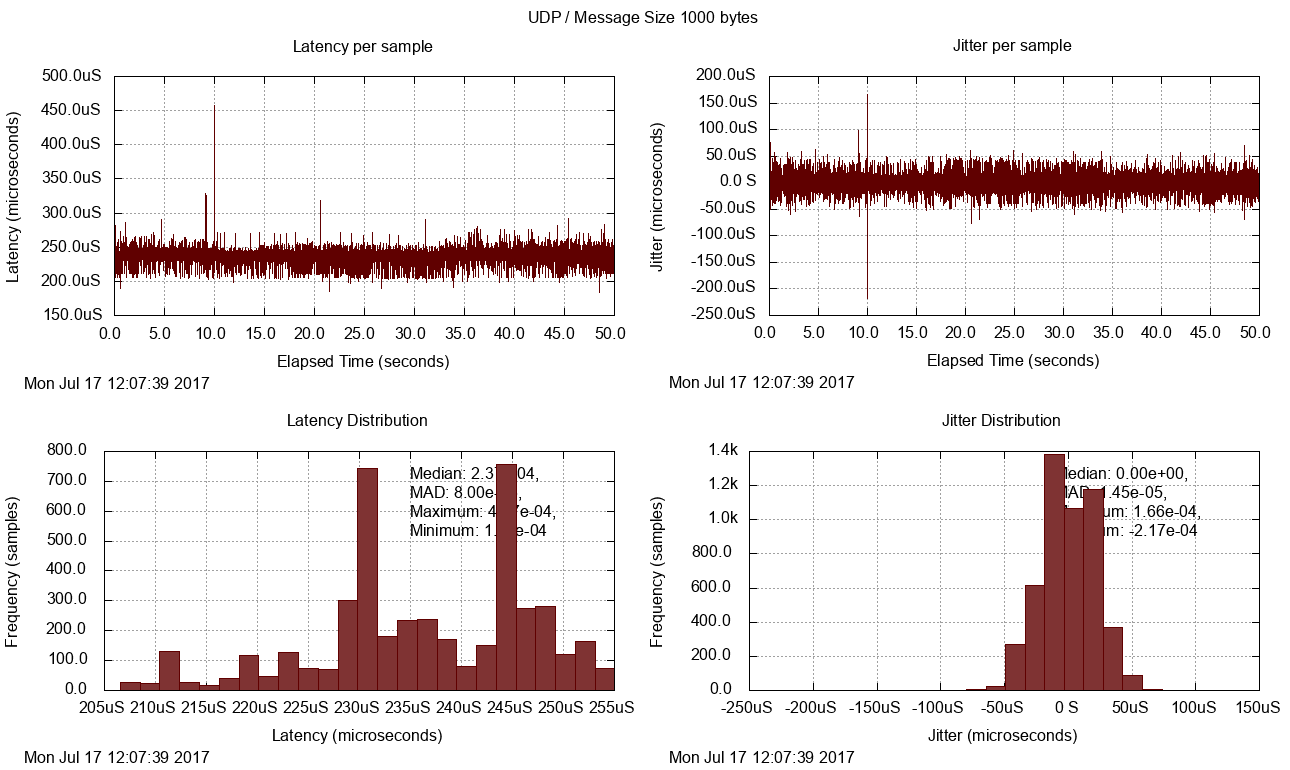 UDP / Message Size 1000 bytes
Latency per sample
500.0uS
450.0uS
400.0uS
350.0uS
300.0uS
250.0uS
200.0uS
150.0uS
Latency (microseconds)
0.0 5.0 10.0 15.0 20.0 25.0 30.0 35.0 40.0 45.0 50.0
Elapsed Time (seconds)
Mon Jul 17 12:07:39 2017
Jitter per sample
200.0uS
150.0uS
100.0uS
50.0uS
0.0 S
-50.0uS
-100.0uS
-150.0uS
-200.0uS
-250.0uS
Jitter (microseconds)
0.0 5.0 10.0 15.0 20.0 25.0 30.0 35.0 40.0 45.0 50.0
Elapsed Time (seconds)
Mon Jul 17 12:07:39 2017
Latency Distribution
800.0
700.0
600.0
500.0
400.0
300.0
200.0
100.0
0.0
Frequency (samples)
Median:
MAD:
Maximum:
Minimum:
205uS 210uS 215uS 220uS 225uS 230uS 235uS 240uS 245uS 250uS 255uS
Latency (microseconds)
Mon Jul 17 12:07:39 2017
Jitter Distribution
1.4k
1.2k
1.0k
800.0
600.0
400.0
200.0
0.0
Frequency (samples)
Median: 0.00e+00,
MAD: 1.45e-05,
1.66e-04,
-2.17e-04
-250uS -200uS -150uS -100uS -50uS 0 S 50uS 100uS 150uS
Jitter (microseconds)
Mon Jul 17 12:07:39 2017